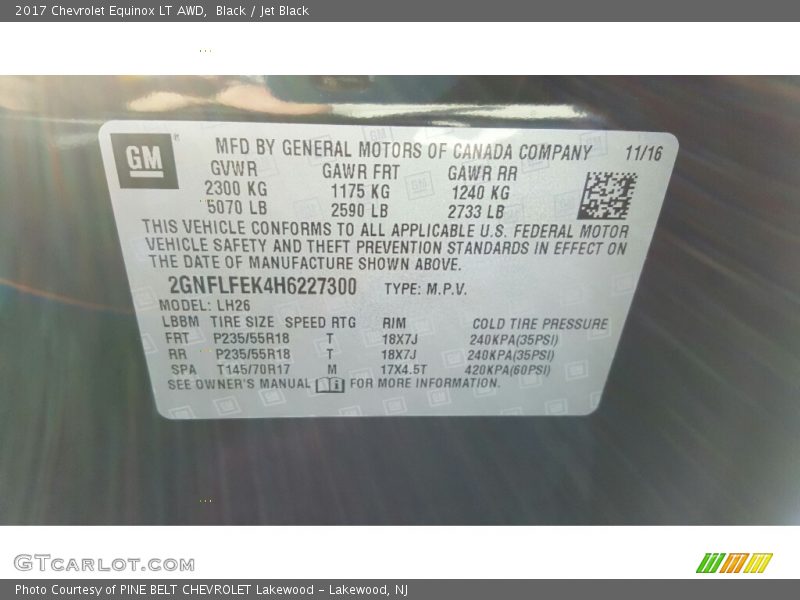 2017 Chevrolet Equinox LT AWD,  Black / Jet Black
GM ®
MFD BY GENERAL MOTORS OF CANADA COMPANY 11/16
GVWR GAWR FRT GAWR RR
2300 KG 1175 KG 1240 KG
5070 LB 2590 LB 2733 LB
THIS VEHICLE CONFORMS TO ALL APPLICABLE U.S. FEDERAL MOTOR
VEHICLE SAFETY AND THEFT PREVENTION STANDARDS IN EFFECT ON
THE DATE OF MANUFACTURE SHOWN ABOVE.
2GNFLFEK4H6227300 TYPE: M.P.V.
MODEL: LH26
LBBM TIRE SIZE SPEED RTG RIM COLD TIRE PRESSURE
FRT P235/55R18 T 18X7J 240KPA(35PSI)
RR P235/55R18 T 18X7J 240KPA(35PSI)
SPA T145/70R17 M 17X4.5T 420KPA(60PSI)
SEE OWNER'S MANUAL FOR MORE INFORMATION.
GTCARLOT.COM
Photo Courtesy of PINE BELT CHEVROLET Lakewood - Lakewood, NJ